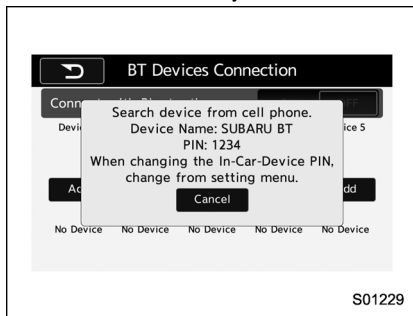 BT Devices Connection
Search device from cell phone.
Device Name: SUBARU BT
PIN: 1234
When changing the In-Car-Device PIN,
change from setting menu.
Cancel
No Device No Device No Device No Device No Device
S01229